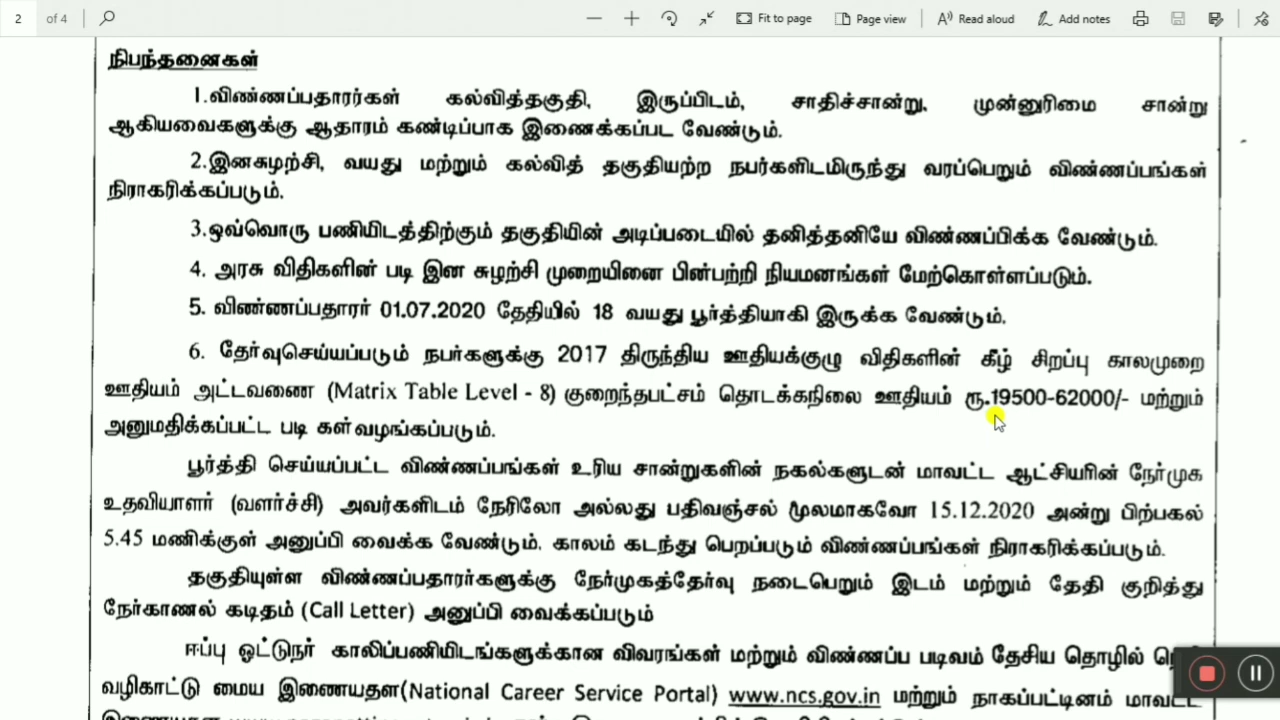 2 of 4 Fit to page Page view Read aloud Add notes
நிபந்தனைகள்
1.விண்ணப்பதாரர்கள் கல்வித்தகுதி, இருப்பிடம், சாதிச்சான்று, முன்னுரிமை சான்று
ஆகியவைகளுக்கு ஆதாரம் கண்டிப்பாக இணைக்கப்பட வேண்டும்.
2.இனசுழற்சி, வயது மற்றும் கல்வித் தகுதியற்ற நபர்களிடமிருந்து வரப்பெறும் விண்ணப்பங்கள்
நிராகரிக்கப்படும்.
3.ஒவ்வொரு பணியிடத்திற்கும் தகுதியின் அடிப்படையில் தனித்தனியே விண்ணப்பிக்க வேண்டும்.
4. அரசு விதிகளின் படி இன சுழற்சி முறையினை பின்பற்றி நியமனங்கள் மேற்கொள்ளப்படும்.
5. விண்ணப்பதாரர் 01.07.2020 தேதியில் 18 வயது பூர்த்தியாகி இருக்க வேண்டும்.
6. தேர்வுசெய்யப்படும் நபர்களுக்கு 2017 திருந்திய ஊதியக்குழு விதிகளின் கீழ் சிறப்பு காலமுறை
ஊதியம் அட்டவணை (Matrix Table Level - 8) குறைந்தபட்சம் தொடக்கநிலை ஊதியம் ரூ.19500-62000/- மற்றும்
அனுமதிக்கப்பட்ட படி கள்வழங்கப்படும்.
பூர்த்தி செய்யப்பட்ட விண்ணப்பங்கள் உரிய சான்றுகளின் நகல்களுடன் மாவட்ட ஆட்சியரின் நேர்முக
உதவியாளர் (வளர்ச்சி) அவர்களிடம் நேரிலோ அல்லது பதிவஞ்சல் மூலமாகவோ 15.12.2020 அன்று பிற்பகல்
5.45 மணிக்குள் அனுப்பி வைக்க வேண்டும். காலம் கடந்து பெறப்படும் விண்ணப்பங்கள் நிராகரிக்கப்படும்.
தகுதியுள்ள விண்ணப்பதாரர்களுக்கு நேர்முகத்தேர்வு நடைபெறும் இடம் மற்றும் தேதி குறித்து
நேர்காணல் கடிதம் (Call Letter) அனுப்பி வைக்கப்படும்
ஈப்பு ஓட்டுநர் காலிப்பணியிடங்களுக்கான விவரங்கள் மற்றும் விண்ணப்ப படிவம் தேசிய தொழில்
வழிகாட்டு மைய இணையதள(National Career Service Portal) www.ncs.gov.in மற்றும் நாகப்பட்டினம் மாவட்ட